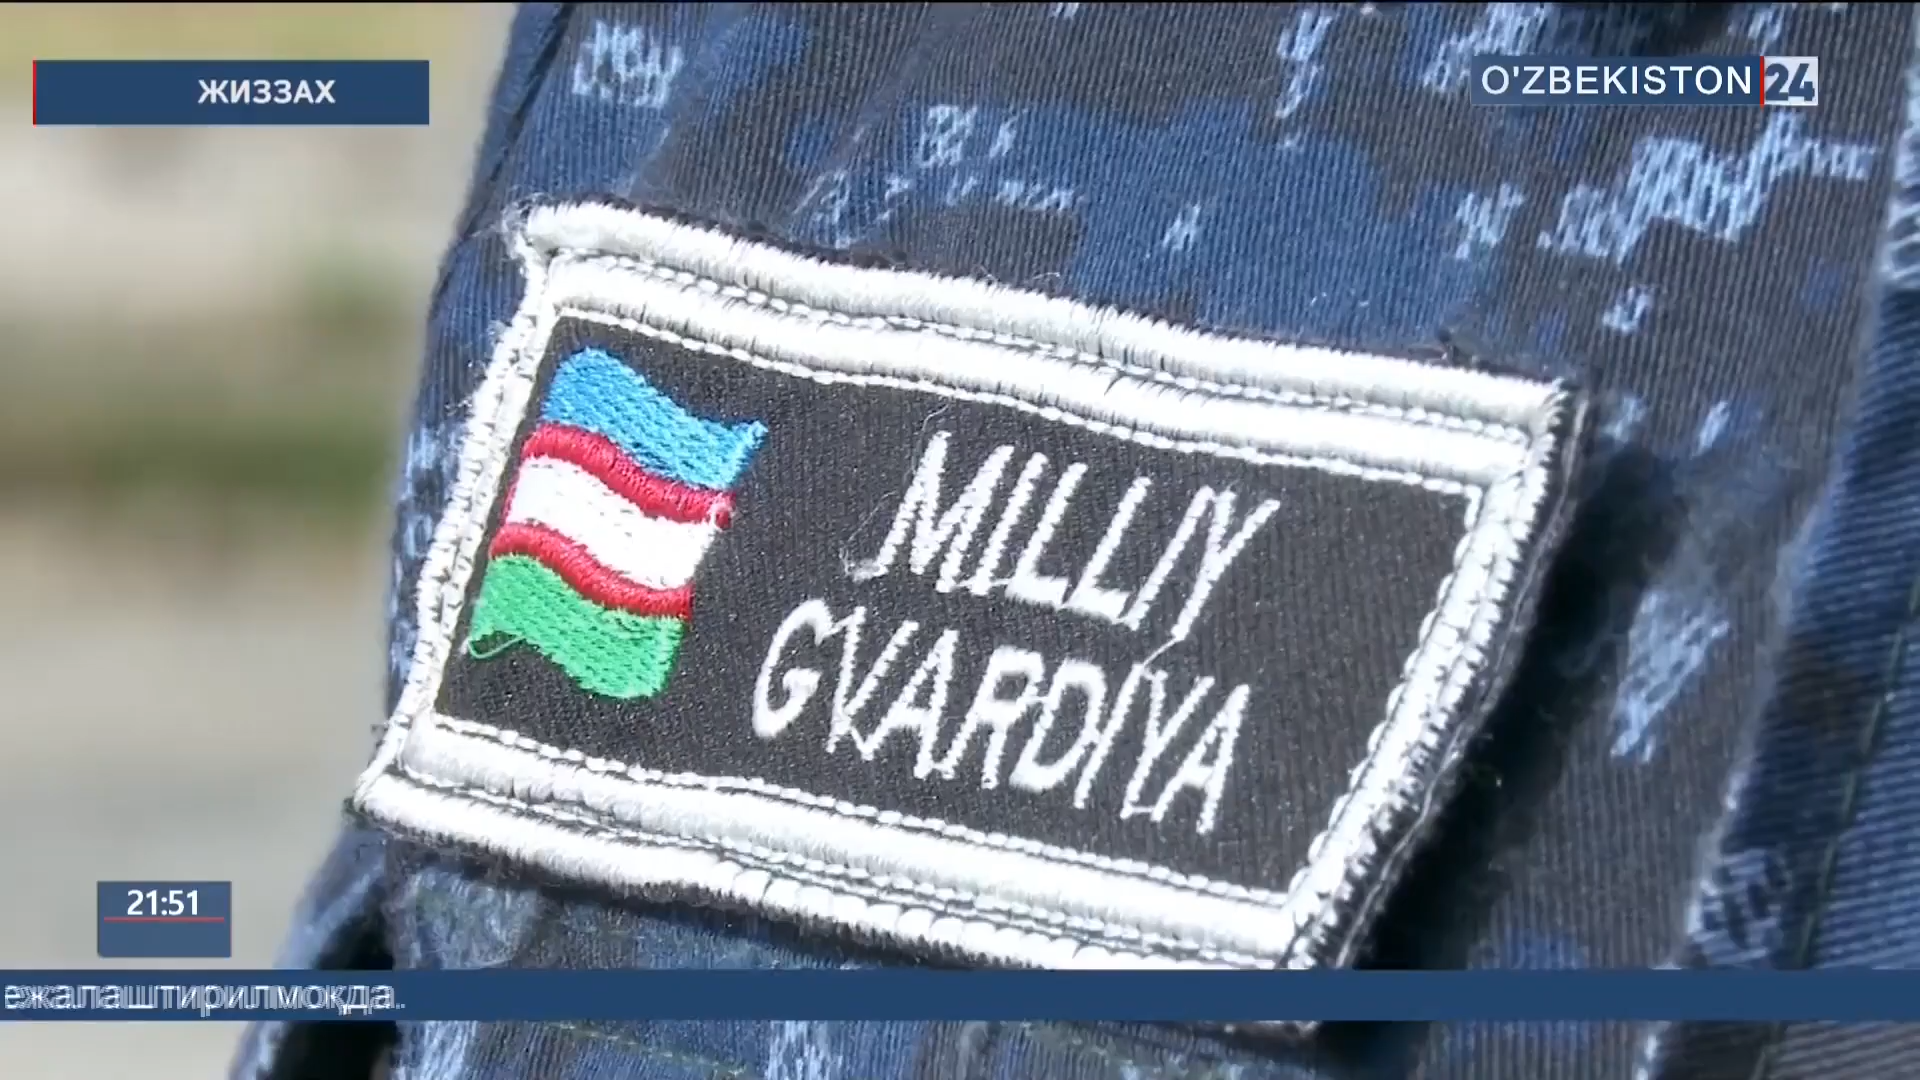 ЖИЗЗАХ
O'ZBEKISTON 24
MILLIY
GVARDIYA
21:51
ежалаштирилмоқда.